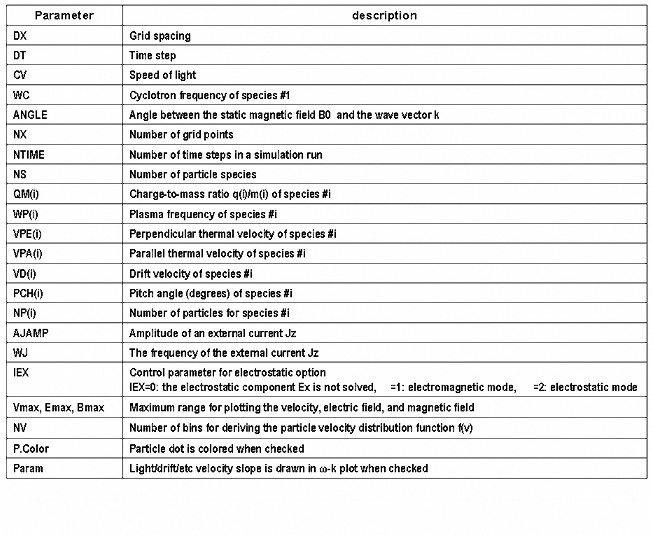 Parameter description
DX Grid spacing
DT Time step
CV Speed of light
WC Cyclotron frequency of species #1
ANGLE Angle between the static magnetic field B0 and the wave vector k
NX Number of grid points
NTIME Number of time steps in a simulation run
NS Number of particle species
QM(i) Charge-to-mass ratio q(i)/m(i) of species #i
WP(i) Plasma frequency of species #i
VPE(i) Perpendicular thermal velocity of species #i
VPA(i) Parallel thermal velocity of species #i
VD(i) Drift velocity of species #i
PCH(i) Pitch angle (degrees) of species #i
NP(i) Number of particles for species #i
AJAMP Amplitude of an external current Jz
WJ The frequency of the external current Jz
IEX Control parameter for electrostatic option
IEX=0: the electrostatic component Ex is not solved, =1: electromagnetic mode, =2: electrostatic mode
Vmax, Emax, Bmax Maximum range for plotting the velocity, electric field, and magnetic field
NV Number of bins for deriving the particle velocity distribution function f(v)
P.Color Particle dot is colored when checked
Param Light/drift/etc velocity slope is drawn in ω-k plot when checked